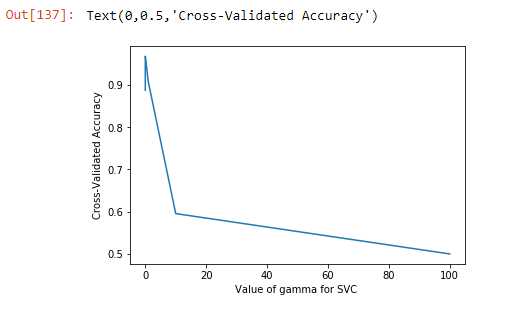 Out[137]: Text(0,0.5,'Cross-Validated Accuracy')
Cross-Validated Accuracy
0.9
0.8
0.7
0.6
0.5
0 20 40 60 80 100
Value of gamma for SVC